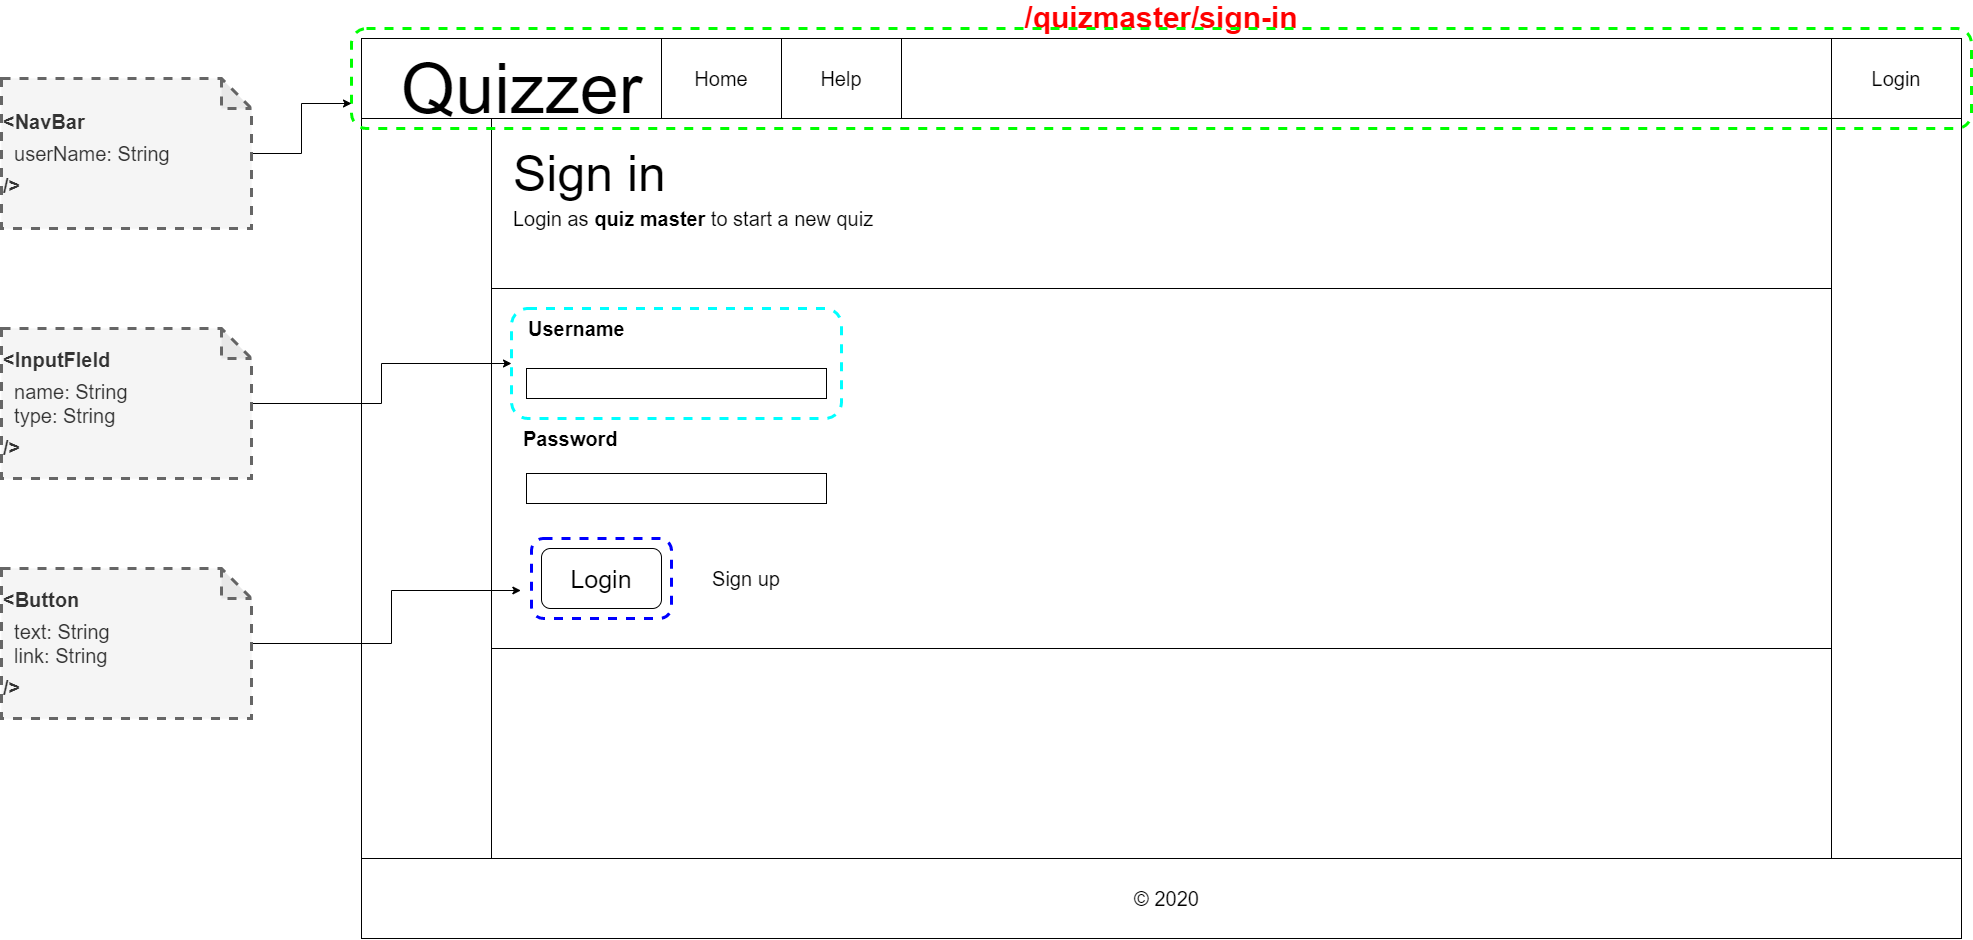 /quizmaster/sign-in
Quizzer
Home
Help
Login
<NavBar
userName: String
/>
Sign in
Login as quiz master to start a new quiz
<InputFIeld
name: String
type: String
/>
Username
Password
<Button
text: String
link: String
/>
Login
Sign up
© 2020